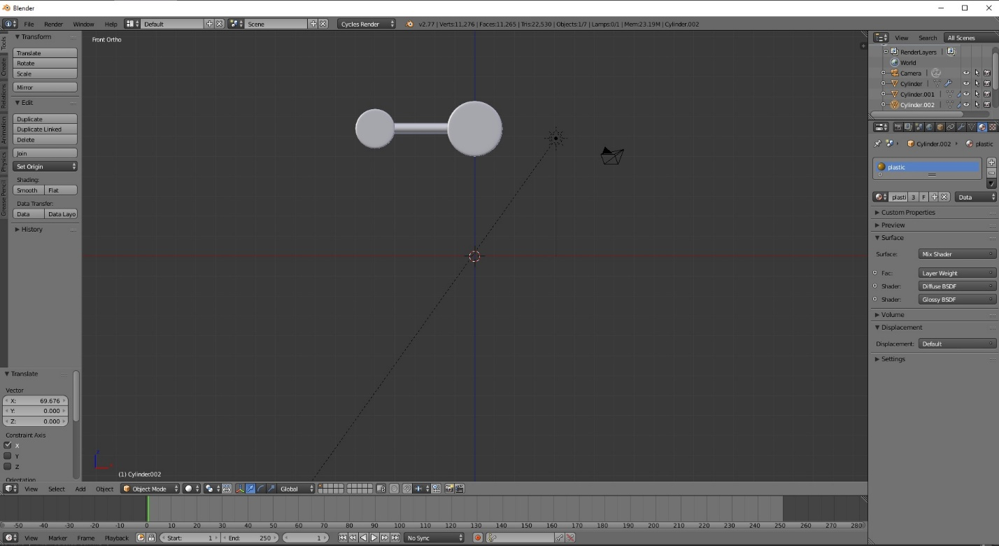 Blender
File Render Window Help Default Scene Cycles Render v2.77 | Verts:11,276 | Faces:11,265 | Tris:22,530 | Objects:1/7 | Lamps:0/1 | Mem:23.19M | Cylinder.002
Tools
Create
Relations
Animation
Physics
Grease Pencil
Transform
Translate
Rotate
Scale
Mirror
Edit
Duplicate
Duplicate Linked
Delete
Join
Set Origin
Shading:
Smooth Flat
Data Transfer:
Data Data Layo
History
Translate
Vector
X: 69.676
Y: 0.000
Z: 0.000
Constraint Axis
X
Y
Z
Orientation
Front Ortho
(1) Cylinder.002
View Select Add Object Object Mode Global
View Search All Scenes
RenderLayers
World
Camera
Cylinder
Cylinder.001
Cylinder.002
Cylinder.002 plastic
plastic
plasti 3 F Data
Custom Properties
Preview
Surface
Surface: Mix Shader
Fac: Layer Weight
Shader: Diffuse BSDF
Shader: Glossy BSDF
Volume
Displacement
Displacement: Default
Settings
-50 -40 -30 -20 -10 0 10 20 30 40 50 60 70 80 90 100 110 120 130 140 150 160 170 180 190 200 210 220 230 240 250 260 270 280
View Marker Frame Playback Start: 1 End: 250 1 No Sync